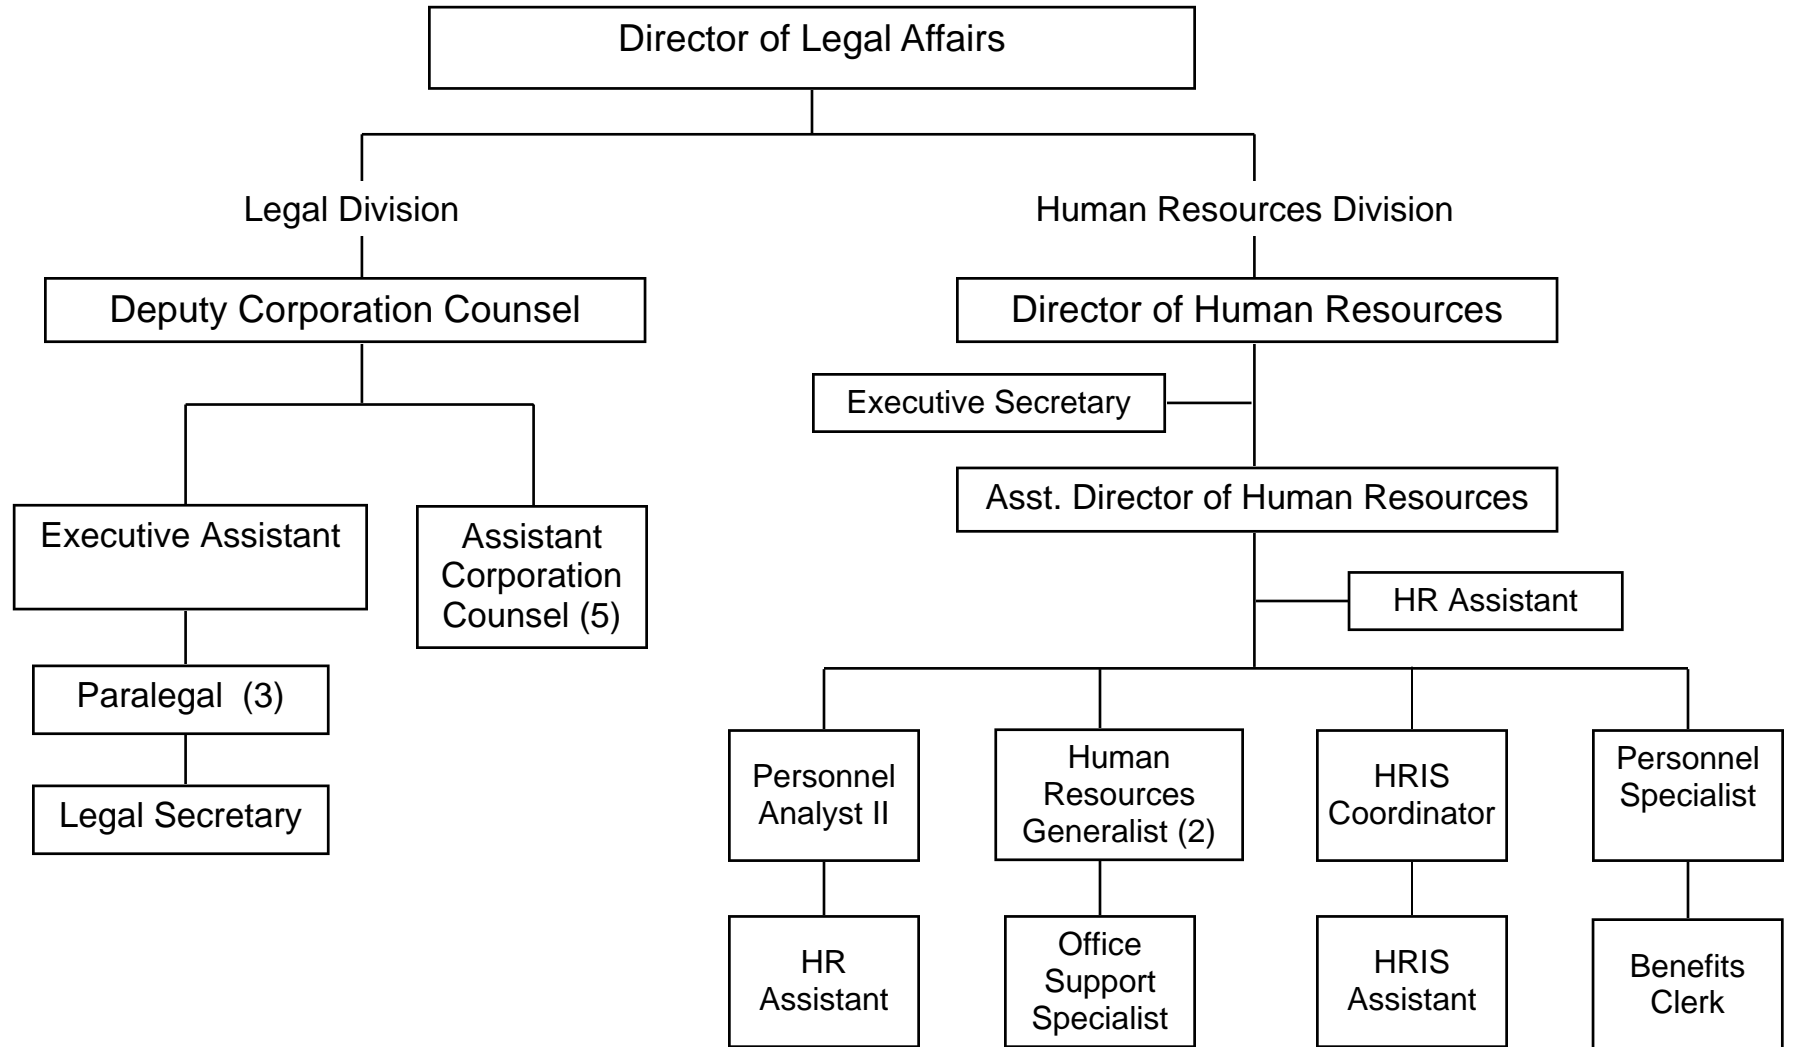 Director of Legal Affairs
Legal Division
Human Resources Division
Deputy Corporation Counsel
Director of Human Resources
Executive Secretary
Asst. Director of Human Resources
Executive Assistant
Assistant
Corporation
Counsel (5)
HR Assistant
Paralegal  (3)
Legal Secretary
Personnel
Analyst II
Human
Resources
Generalist (2)
HRIS
Coordinator
Personnel
Specialist
HR
Assistant
Office
Support
Specialist
HRIS
Assistant
Benefits
Clerk